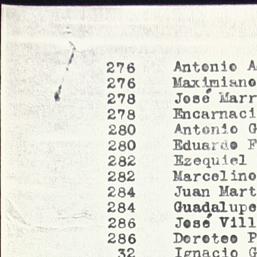 276 Antonio A
276 Maximiano
278 José Marr
278 Encarnaci
280 Antonio G
280 Eduardo F
282 Ezequiel
282 Marcelino
284 Juan Mart
284 Guadalupe
286 José Vill
286 Doroteo P
32 Ignacio G